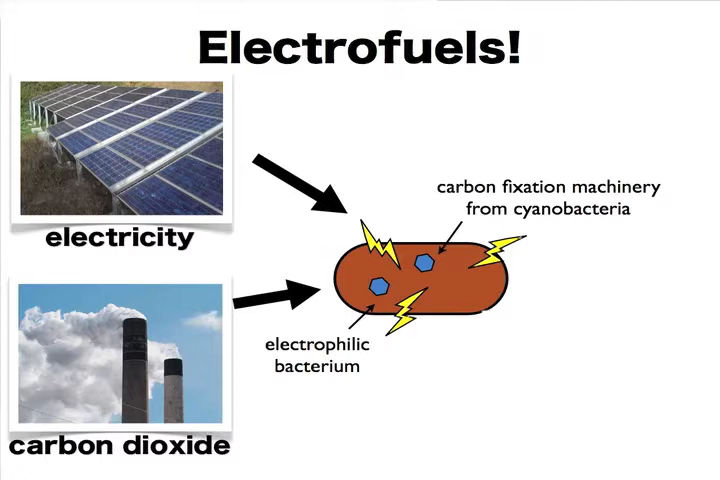 Electrofuels!
electricity
carbon fixation machinery
from cyanobacteria
electrophilic
bacterium
carbon dioxide